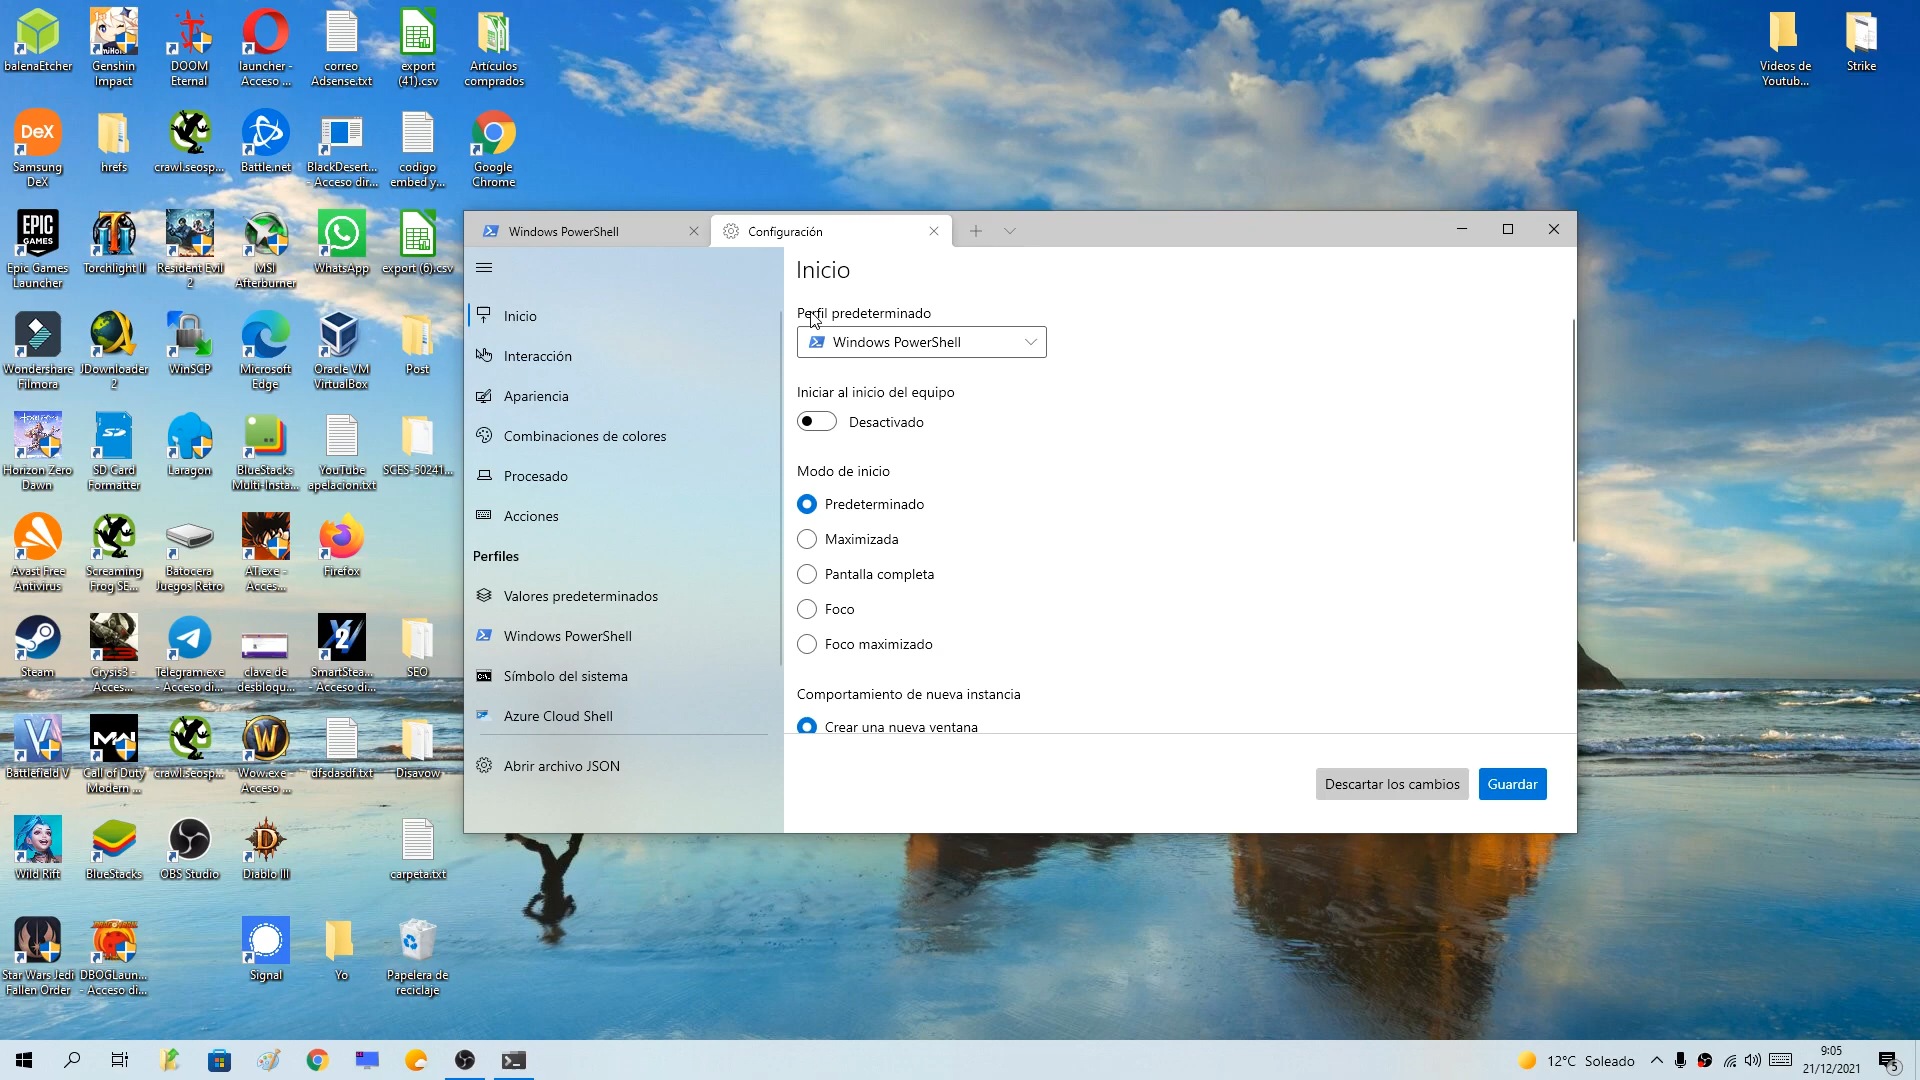 balenaEtcher
Genshin
Impact
DOOM
Eternal
launcher -
Acceso ...
correo
Adsense.txt
export
(41).csv
Artículos
comprados
Videos de
Youtub...
Strike
DeX
Samsung
DeX
hrefs
crawl.seosp...
Battle.net
BlackDesert...
- Acceso dir...
codigo
embed y...
Google
Chrome
EPIC
GAMES
Epic Games
Launcher
Torchlight II
Resident Evil
2
MSI
Afterburner
WhatsApp
export (6).csv
Wondershare
Filmora
JDownloader
2
WinSCP
Microsoft
Edge
Oracle VM
VirtualBox
Post
Horizon Zero
Dawn
SD Card
Formatter
Laragon
BlueStacks
Multi-Insta...
YouTube
apelacion.txt
SCES-50241...
Avast Free
Antivirus
Screaming
Frog SE...
Batocera
Juegos Retro
AT.exe -
Acces...
Firefox
Steam
Crysis3 -
Acces...
Telegram.exe
- Acceso di...
clave de
desbloqu...
SmartStea...
- Acceso di...
SEO
Battlefield V
Call of Duty
Modern ...
crawl.seosp...
Wow.exe -
Acceso ...
dfsdasdf.txt
Disavow
Wild Rift
BlueStacks
OBS Studio
Diablo III
carpeta.txt
Star Wars Jedi
Fallen Order
DBOGLaun...
- Acceso di...
Signal
Yo
Papelera de
reciclaje
Windows PowerShell
Configuración
Inicio
Interacción
Apariencia
Combinaciones de colores
Procesado
Acciones
Perfiles
Valores predeterminados
Windows PowerShell
Símbolo del sistema
Azure Cloud Shell
Abrir archivo JSON
Inicio
Perfil predeterminado
Windows PowerShell
Iniciar al inicio del equipo
Desactivado
Modo de inicio
Predeterminado
Maximizada
Pantalla completa
Foco
Foco maximizado
Comportamiento de nueva instancia
Crear una nueva ventana
Descartar los cambios
Guardar
12°C Soleado
9:05
21/12/2021
5